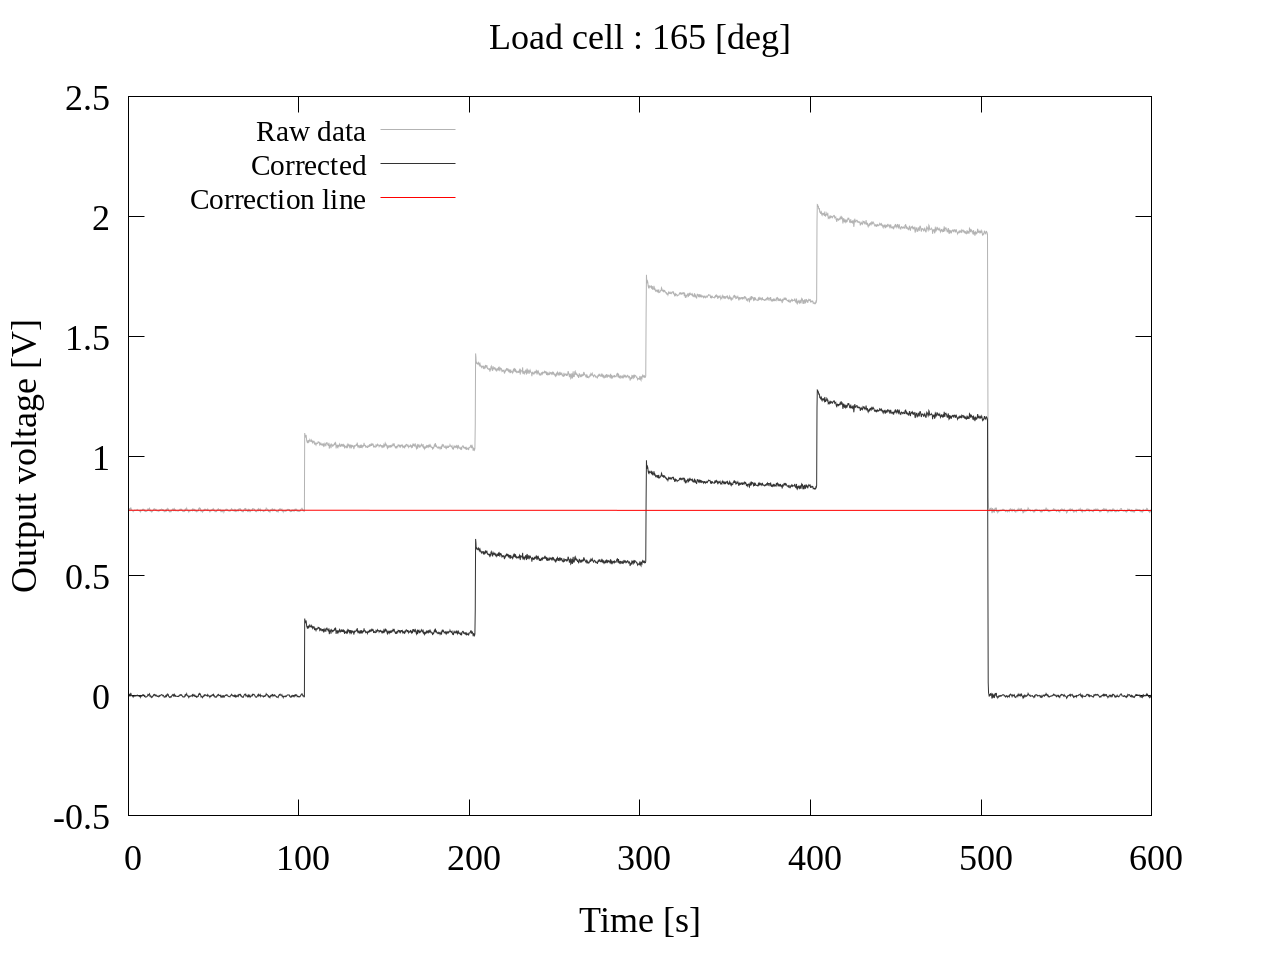 Load cell : 165 [deg]
2.5
2
1.5
1
0.5
0
-0.5
Output voltage [V]
Raw data
Corrected
Correction line
0 100 200 300 400 500 600
Time [s]